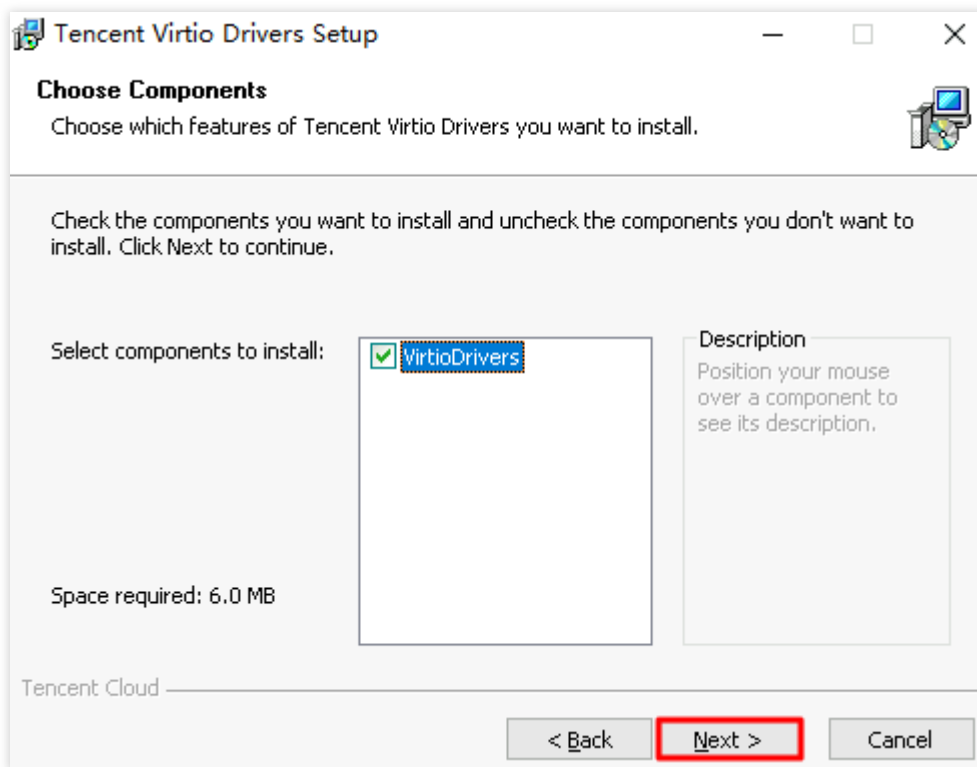 Tencent Virtio Drivers Setup
Choose Components
Choose which features of Tencent Virtio Drivers you want to install.
Check the components you want to install and uncheck the components you don't want to
install. Click Next to continue.
Select components to install:
VirtioDrivers
Description
Position your mouse
over a component to
see its description.
Space required: 6.0 MB
Tencent Cloud
< Back
Next >
Cancel